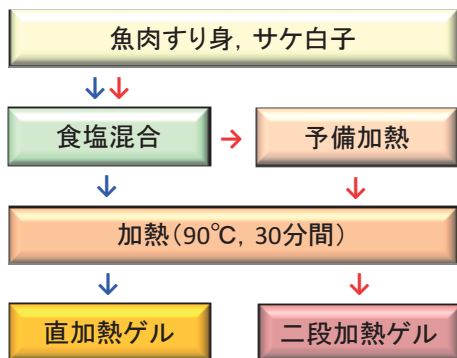 魚肉すり身，サケ白子
食塩混合
予備加熱
加熱（90℃，30分間）
直加熱ゲル
二段加熱ゲル